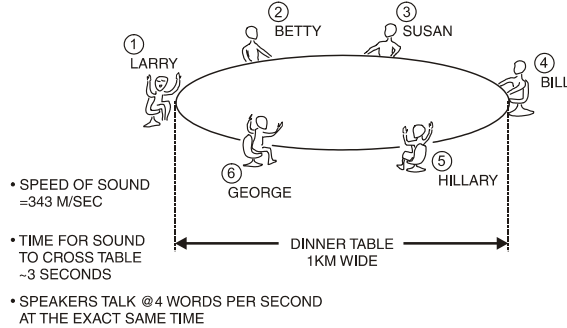 ① LARRY
② BETTY
③ SUSAN
④ BILL
⑤ HILLARY
⑥ GEORGE
• SPEED OF SOUND
=343 M/SEC
• TIME FOR SOUND
TO CROSS TABLE
~3 SECONDS
• SPEAKERS TALK @4 WORDS PER SECOND
AT THE EXACT SAME TIME
DINNER TABLE
1KM WIDE